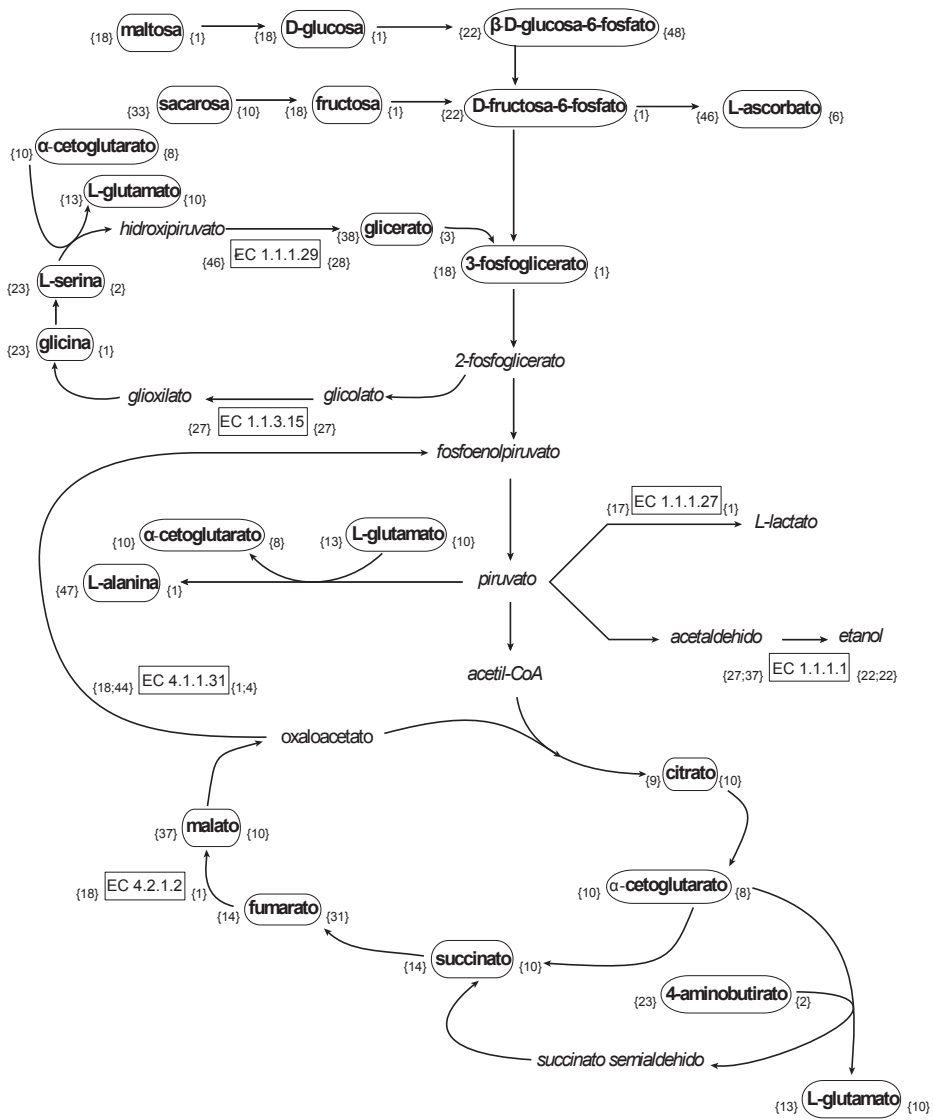 {18} maltosa {1} {18} D-glucosa {1} {22} β-D-glucosa-6-fosfato {48}
{33} sacarosa {10} {18} fructosa {1} {22} D-fructosa-6-fosfato {1} {46} L-ascorbato {6}
{10} α-cetoglutarato {8}
{13} L-glutamato {10}
hidroxipiruvato {38} glicerato {3}
{46} EC 1.1.1.29 {28}
{18} 3-fosfoglicerato {1}
{23} L-serina {2}
{23} glicina {1}
2-fosfoglicerato
glioxilato glicolato
{27} EC 1.1.3.15 {27}
fosfoenolpiruvato
{17} EC 1.1.1.27 {1}
L-lactato
{10} α-cetoglutarato {8} {13} L-glutamato {10}
{47} L-alanina {1} piruvato
acetaldehido etanol
{27;37} EC 1.1.1.1 {22;22}
acetil-CoA
{18;44} EC 4.1.1.31 {1;4}
oxaloacetato
{9} citrato {10}
{37} malato {10}
{18} EC 4.2.1.2 {1}
{10} α-cetoglutarato {8}
{14} fumarato {31}
{14} succinato {10}
{23} 4-aminobutirato {2}
succinato semialdehido
{13} L-glutamato {10}